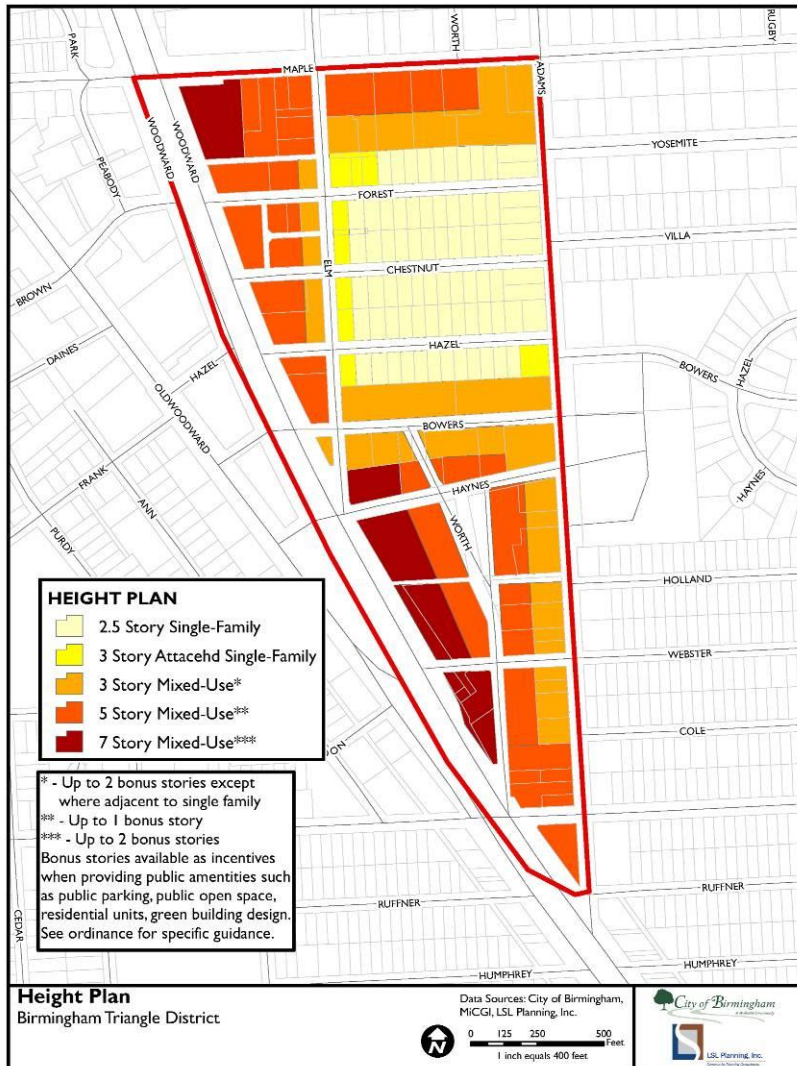 PARK
WORTH
RUGBY
MAPLE
ADAMS
WOODWARD
WOODWARD
PEABODY
YOSEMITE
FOREST
VILLA
ELM
CHESTNUT
BROWN
HAZEL
DAINES
HAZEL
BOWERS
HAZEL
OLDWOODWARD
BOWERS
FRANK
ANN
HAYNES
HAYNES
PURDY
WORTH
HOLLAND
HEIGHT PLAN
2.5 Story Single-Family
3 Story Attacehd Single-Family
3 Story Mixed-Use*
5 Story Mixed-Use**
7 Story Mixed-Use***
WEBSTER
COLE
* - Up to 2 bonus stories except
where adjacent to single family
** - Up to 1 bonus story
*** - Up to 2 bonus stories
Bonus stories available as incentives
when providing public amentities such
as public parking, public open space,
residential units, green building design.
See ordinance for specific guidance.
CEDAR
RUFFNER
RUFFNER
HUMPHREY
HUMPHREY
Height Plan
Birmingham Triangle District
Data Sources: City of Birmingham,
MiCGI, LSL Planning, Inc.
N
0 125 250 500
Feet
1 inch equals 400 feet
City of Birmingham
LSL Planning, Inc.